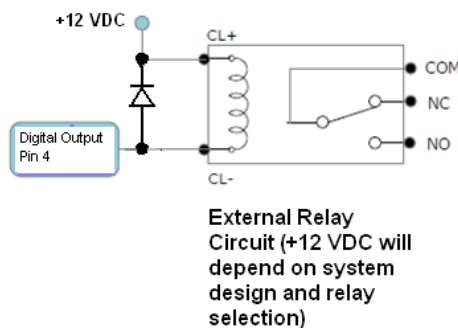 +12 VDC
CL+
COM
NC
Digital Output
Pin 4
NO
CL-
External Relay
Circuit (+12 VDC will
depend on system
design and relay
selection)